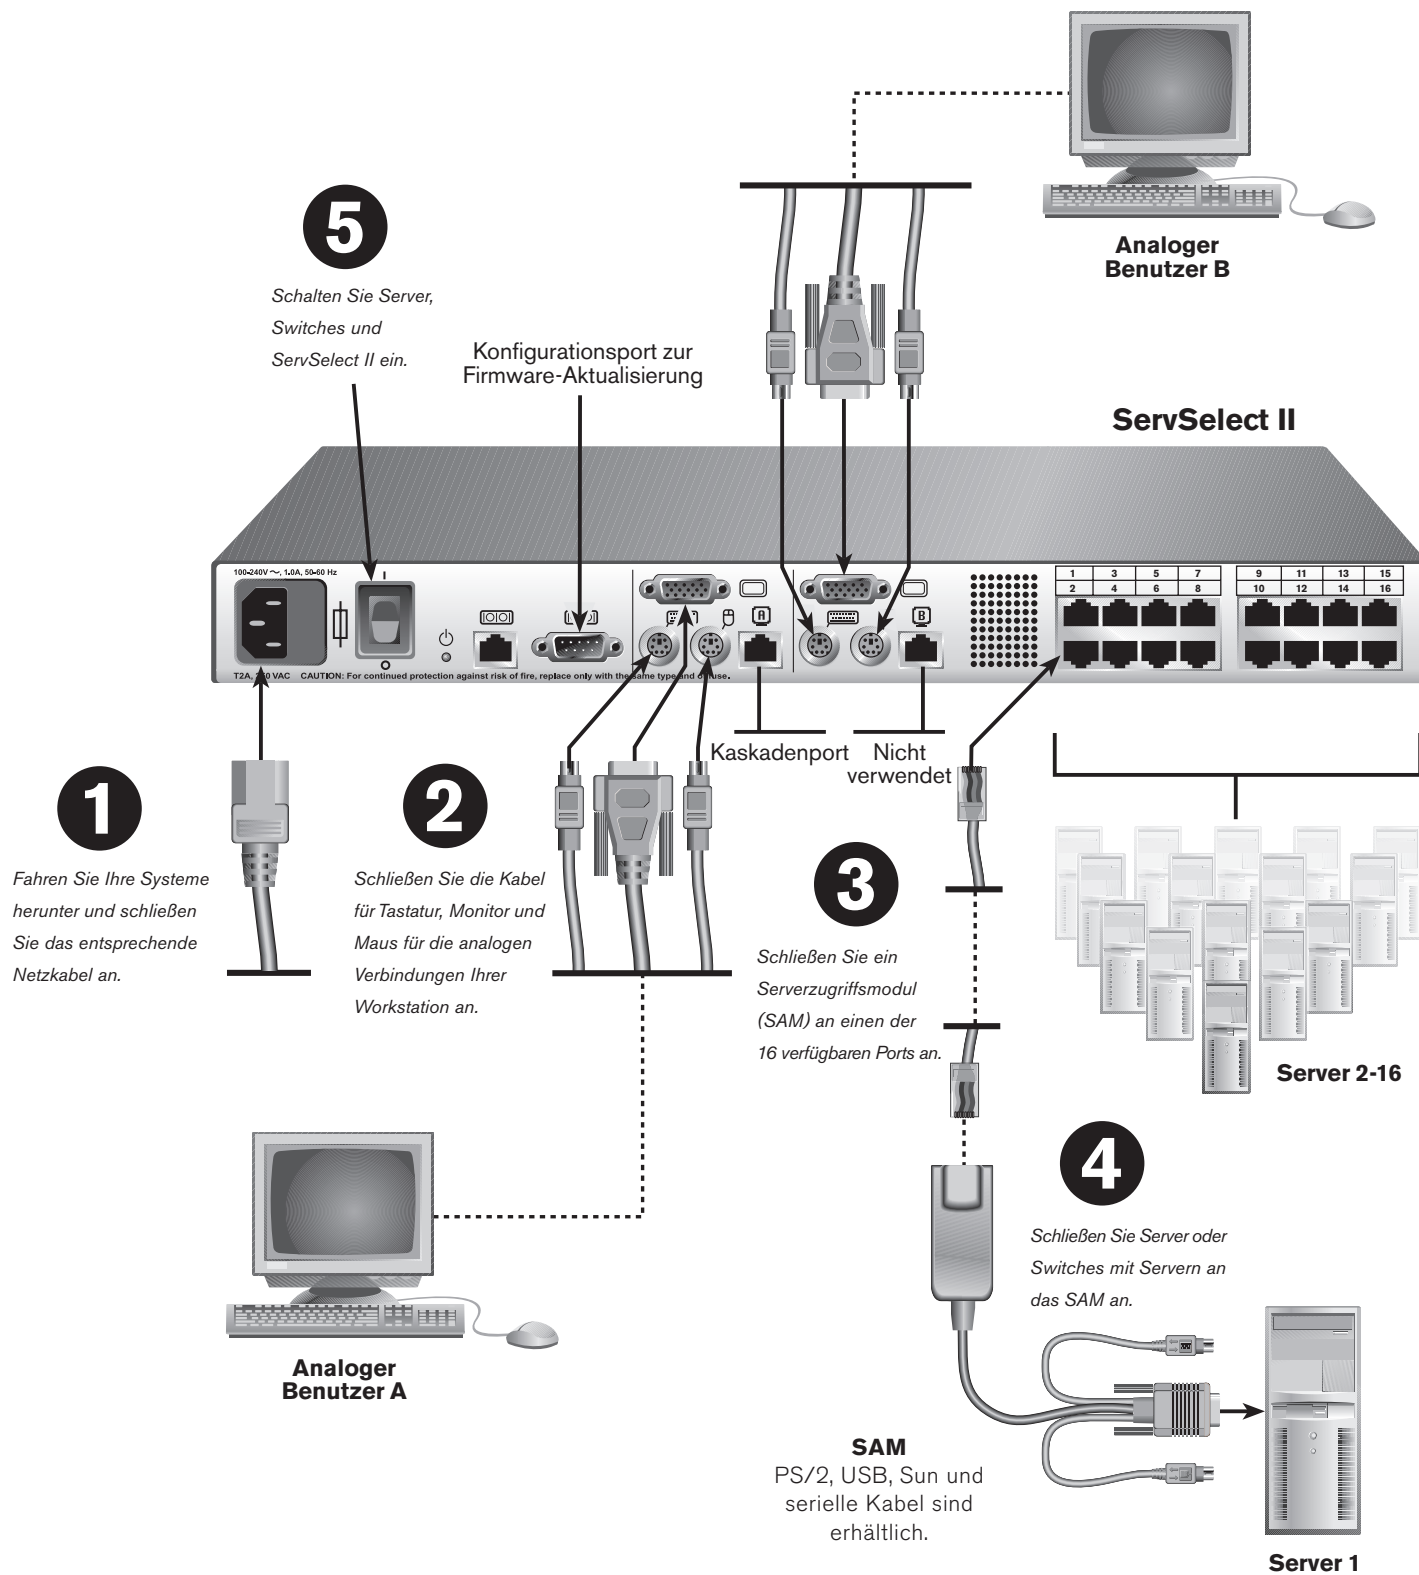 Analoger
Benutzer B
5
Schalten Sie Server,
Switches und
ServSelect II ein.
Konfigurationsport zur
Firmware-Aktualisierung
ServSelect II
100-240V ~, 1.0A, 50-60 Hz
I
O
A
B
1 3 5 7
2 4 6 8
9 11 13 15
10 12 14 16
T2A, VAC CAUTION: For continued protection against risk of fire, replace only with the same type and of fuse.
Kaskadenport
Nicht
verwendet
1
Fahren Sie Ihre Systeme
herunter und schließen
Sie das entsprechende
Netzkabel an.
2
Schließen Sie die Kabel
für Tastatur, Monitor und
Maus für die analogen
Verbindungen Ihrer
Workstation an.
3
Schließen Sie ein
Serverzugriffsmodul
(SAM) an einen der
16 verfügbaren Ports an.
Server 2-16
4
Schließen Sie Server oder
Switches mit Servern an
das SAM an.
Analoger
Benutzer A
SAM
PS/2, USB, Sun und
serielle Kabel sind
erhältlich.
Server 1